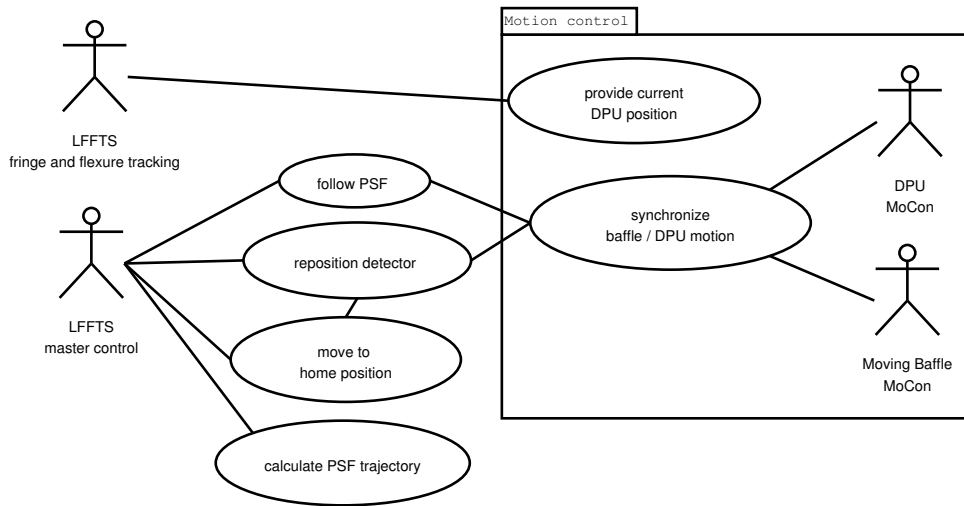 Motion control
provide current
DPU position
LFFTS
fringe and flexure tracking
follow PSF
DPU
MoCon
synchronize
baffle / DPU motion
reposition detector
LFFTS
master control
move to
home position
Moving Baffle
MoCon
calculate PSF trajectory